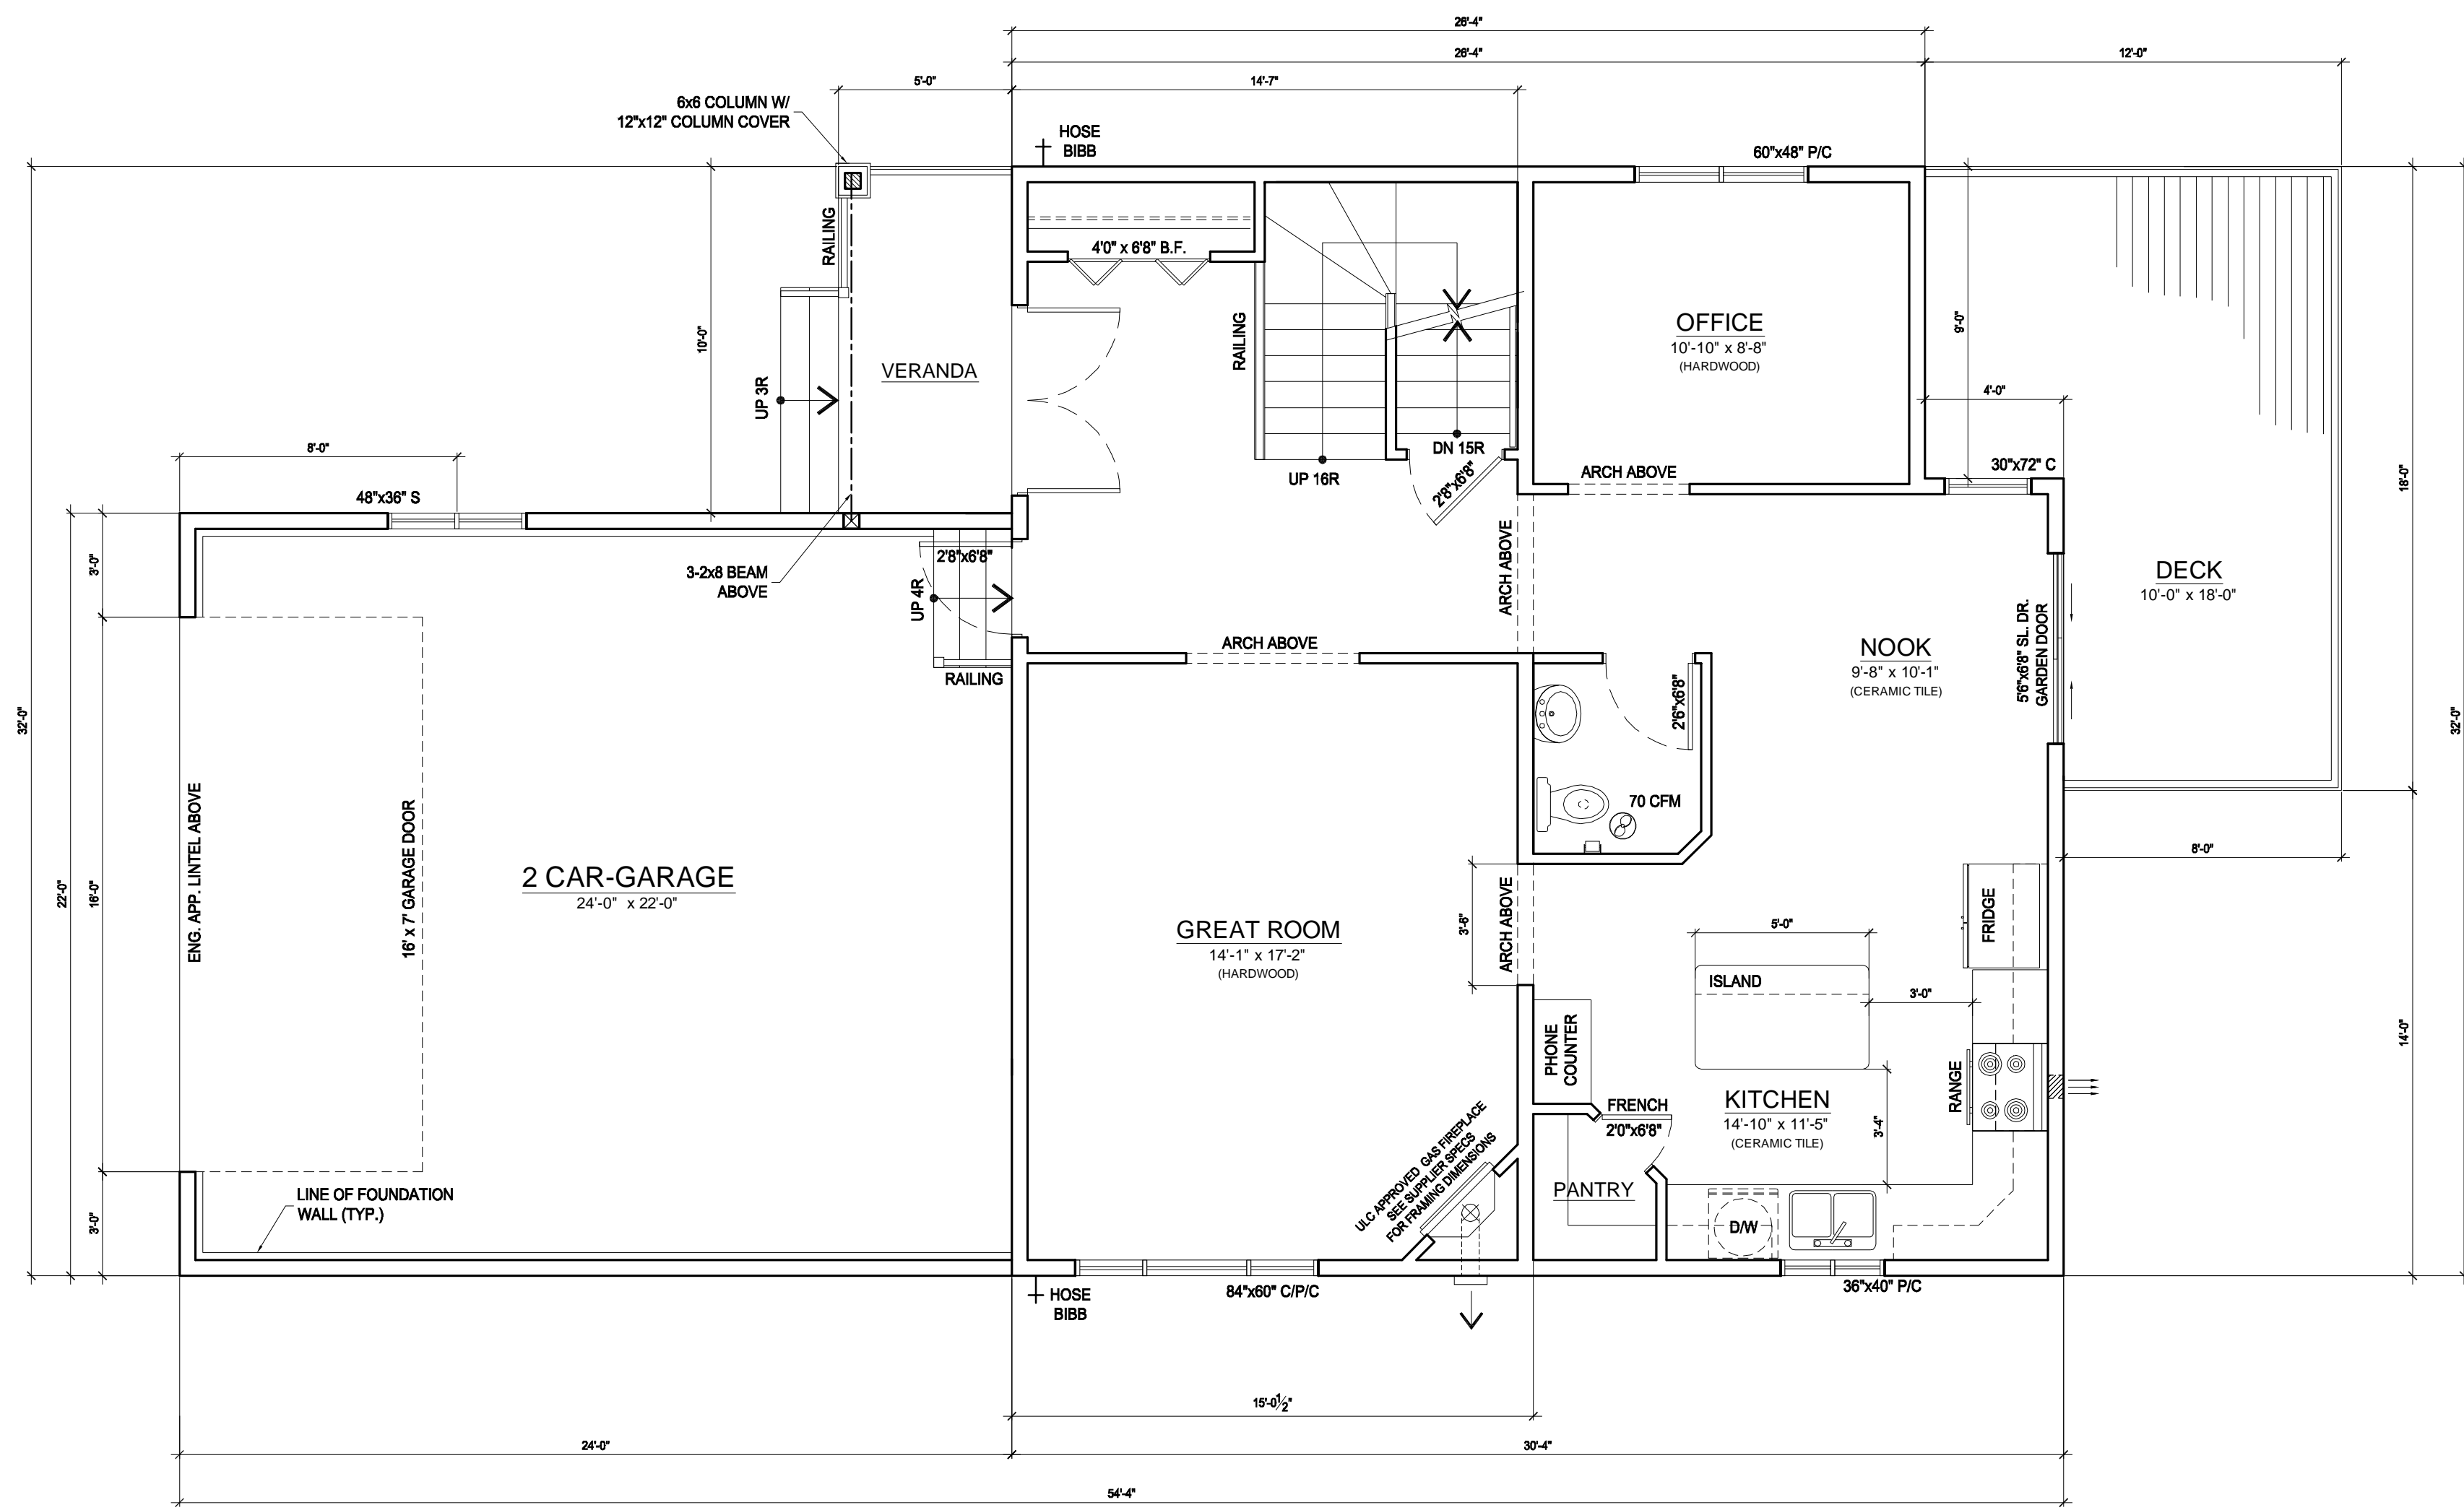 26'-4"
26'-4"
12'-0"
5'-0"
14'-7"
6x6 COLUMN W/
12"x12" COLUMN COVER
HOSE
BIBB
60"x48" P/C
RAILING
4'0" x 6'8" B.F.
10'-0"
VERANDA
UP 3R
RAILING
OFFICE
10'-10" x 8'-8"
(HARDWOOD)
9'-0"
4'-0"
8'-0"
48"x36" S
DN 15R
UP 16R
2'8"x6'8"
ARCH ABOVE
30"x72" C
18'-0"
3'-0"
2'8"x6'8"
3-2x8 BEAM
ABOVE
UP 4R
ARCH ABOVE
DECK
10'-0" x 18'-0"
ARCH ABOVE
RAILING
NOOK
9'-8" x 10'-1"
(CERAMIC TILE)
5'6"x6'8" SL. DR.
GARDEN DOOR
2'6"x6'8"
32'-0"
32'-0"
70 CFM
22'-0"
16'-0"
ENG. APP. LINTEL ABOVE
16' x 7' GARAGE DOOR
2 CAR-GARAGE
24'-0" x 22'-0"
8'-0"
GREAT ROOM
14'-1" x 17'-2"
(HARDWOOD)
3'-6"
ARCH ABOVE
5'-0"
FRIDGE
ISLAND
3'-0"
14'-0"
PHONE
COUNTER
RANGE
KITCHEN
14'-10" x 11'-5"
(CERAMIC TILE)
3'-4"
FRENCH
2'0"x6'8"
ULC APPROVED GAS FIREPLACE
SEE SUPPLIER SPECS
FOR FRAMING DIMENSIONS
PANTRY
LINE OF FOUNDATION
WALL (TYP.)
3'-0"
D/W
HOSE
BIBB
84"x60" C/P/C
36"x40" P/C
15'-0½"
24'-0"
30'-4"
54'-4"